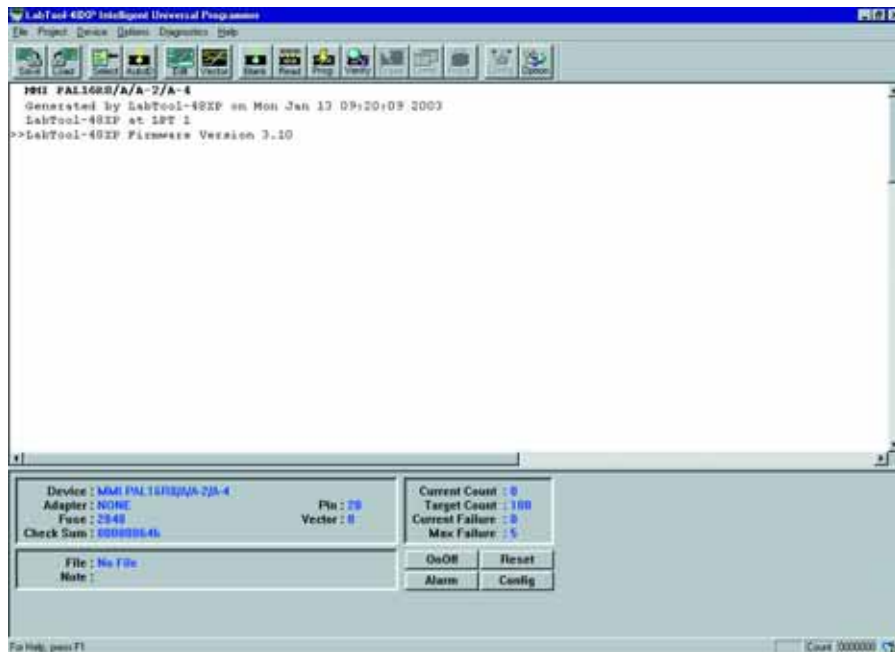 LabTool-48XP Intelligent Universal Programmer
File Project Device Options Diagnostics Help
Save Load Select AutoID Edit Vector Blank Read Prog Verify Config Option
MMI PAL16R8/A/A-2/A-4
Generated by LabTool-48XP on Mon Jan 13 09:20:09 2003
LabTool-48XP at LPT 1
>>LabTool-48XP Firmware Version 3.10
Device : MMI PAL16R8/A/A-2/A-4
Adapter : NONE Pin : 20
Fuse : 2048 Vector : 0
Check Sum :
Current Count : 0
Target Count : 100
Current Failure : 0
Max Failure : 5
File : No File
Note :
OnOff Reset
Alarm Config
For Help, press F1 Count 0000000